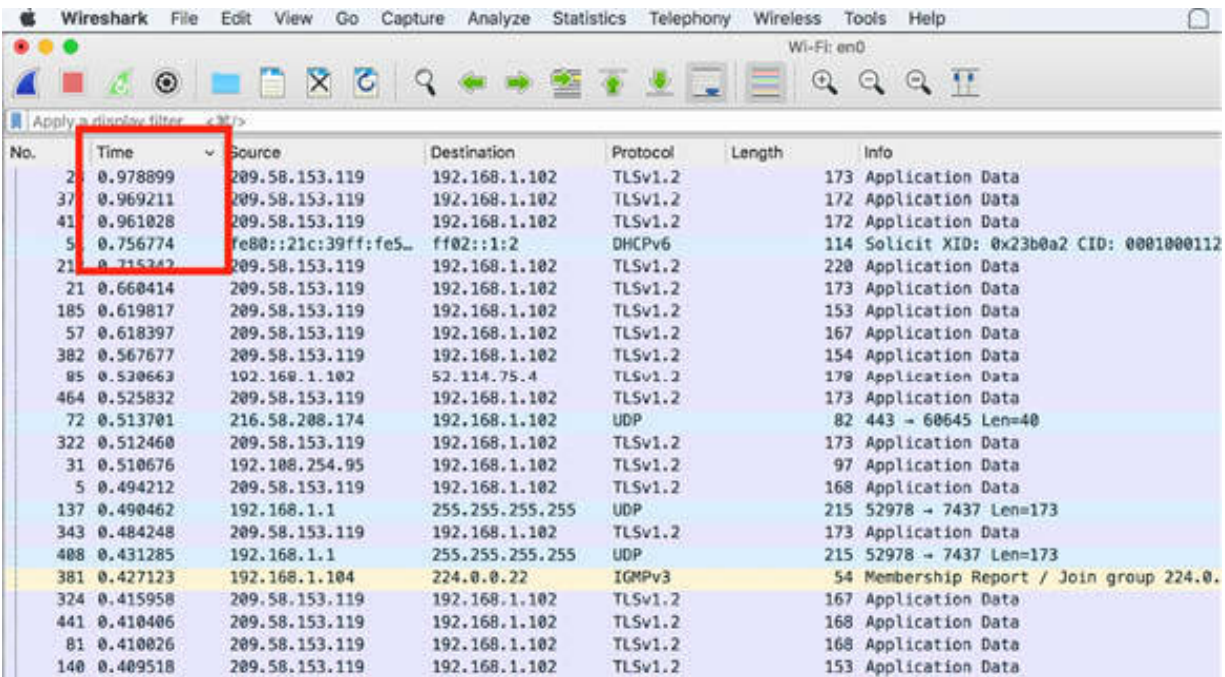 Wireshark File Edit View Go Capture Analyze Statistics Telephony Wireless Tools Help
Wi-Fi: en0
Apply a display filter ... <⌘/>
No. Time Source Destination Protocol Length Info
0.978899 209.58.153.119 192.168.1.102 TLSv1.2 173 Application Data
37 0.969211 209.58.153.119 192.168.1.102 TLSv1.2 172 Application Data
41 0.961028 209.58.153.119 192.168.1.102 TLSv1.2 172 Application Data
5 0.756774 fe80::21c:39ff:fe5… ff02::1:2 DHCPv6 114 Solicit XID: 0x23b0a2 CID: 0001000112
21 0.715342 209.58.153.119 192.168.1.102 TLSv1.2 220 Application Data
21 0.660414 209.58.153.119 192.168.1.102 TLSv1.2 173 Application Data
185 0.619817 209.58.153.119 192.168.1.102 TLSv1.2 153 Application Data
57 0.618397 209.58.153.119 192.168.1.102 TLSv1.2 167 Application Data
382 0.567677 209.58.153.119 192.168.1.102 TLSv1.2 154 Application Data
85 0.530663 192.168.1.102 52.114.75.4 TLSv1.2 178 Application Data
464 0.525832 209.58.153.119 192.168.1.102 TLSv1.2 173 Application Data
72 0.513701 216.58.208.174 192.168.1.102 UDP 82 443 → 60645 Len=40
322 0.512460 209.58.153.119 192.168.1.102 TLSv1.2 173 Application Data
31 0.510676 192.108.254.95 192.168.1.102 TLSv1.2 97 Application Data
5 0.494212 209.58.153.119 192.168.1.102 TLSv1.2 168 Application Data
137 0.490462 192.168.1.1 255.255.255.255 UDP 215 52978 → 7437 Len=173
343 0.484248 209.58.153.119 192.168.1.102 TLSv1.2 173 Application Data
408 0.431285 192.168.1.1 255.255.255.255 UDP 215 52978 → 7437 Len=173
381 0.427123 192.168.1.104 224.0.0.22 IGMPv3 54 Membership Report / Join group 224.0.
324 0.415958 209.58.153.119 192.168.1.102 TLSv1.2 167 Application Data
441 0.410406 209.58.153.119 192.168.1.102 TLSv1.2 168 Application Data
81 0.410026 209.58.153.119 192.168.1.102 TLSv1.2 168 Application Data
140 0.409518 209.58.153.119 192.168.1.102 TLSv1.2 153 Application Data